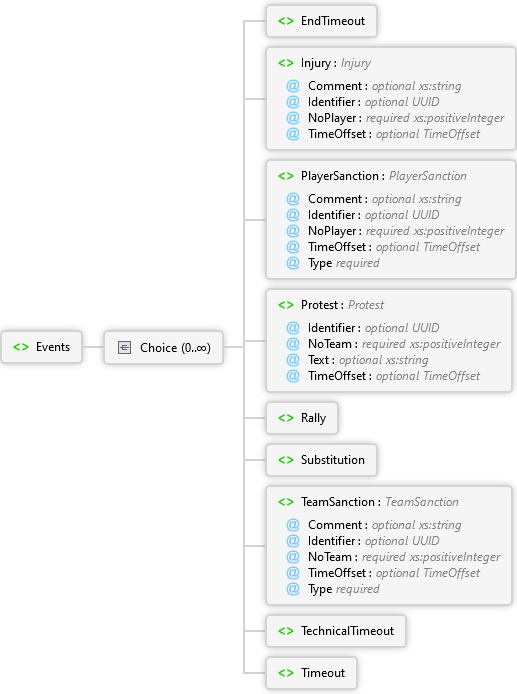 <> EndTimeout
<> Injury : Injury
@ Comment : optional xs:string
@ Identifier : optional UUID
@ NoPlayer : required xs:positiveInteger
@ TimeOffset : optional TimeOffset
<> PlayerSanction : PlayerSanction
@ Comment : optional xs:string
@ Identifier : optional UUID
@ NoPlayer : required xs:positiveInteger
@ TimeOffset : optional TimeOffset
@ Type required
<> Protest : Protest
@ Identifier : optional UUID
@ NoTeam : required xs:positiveInteger
@ Text : optional xs:string
@ TimeOffset : optional TimeOffset
<> Events
Choice (0..∞)
<> Rally
<> Substitution
<> TeamSanction : TeamSanction
@ Comment : optional xs:string
@ Identifier : optional UUID
@ NoTeam : required xs:positiveInteger
@ TimeOffset : optional TimeOffset
@ Type required
<> TechnicalTimeout
<> Timeout